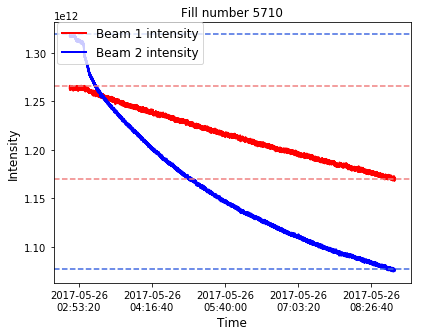 Fill number 5710
1e12
Beam 1 intensity
Beam 2 intensity
1.30
1.25
1.20
1.15
1.10
Intensity
2017-05-26 2017-05-26 2017-05-26 2017-05-26 2017-05-26
02:53:20 04:16:40 05:40:00 07:03:20 08:26:40
Time